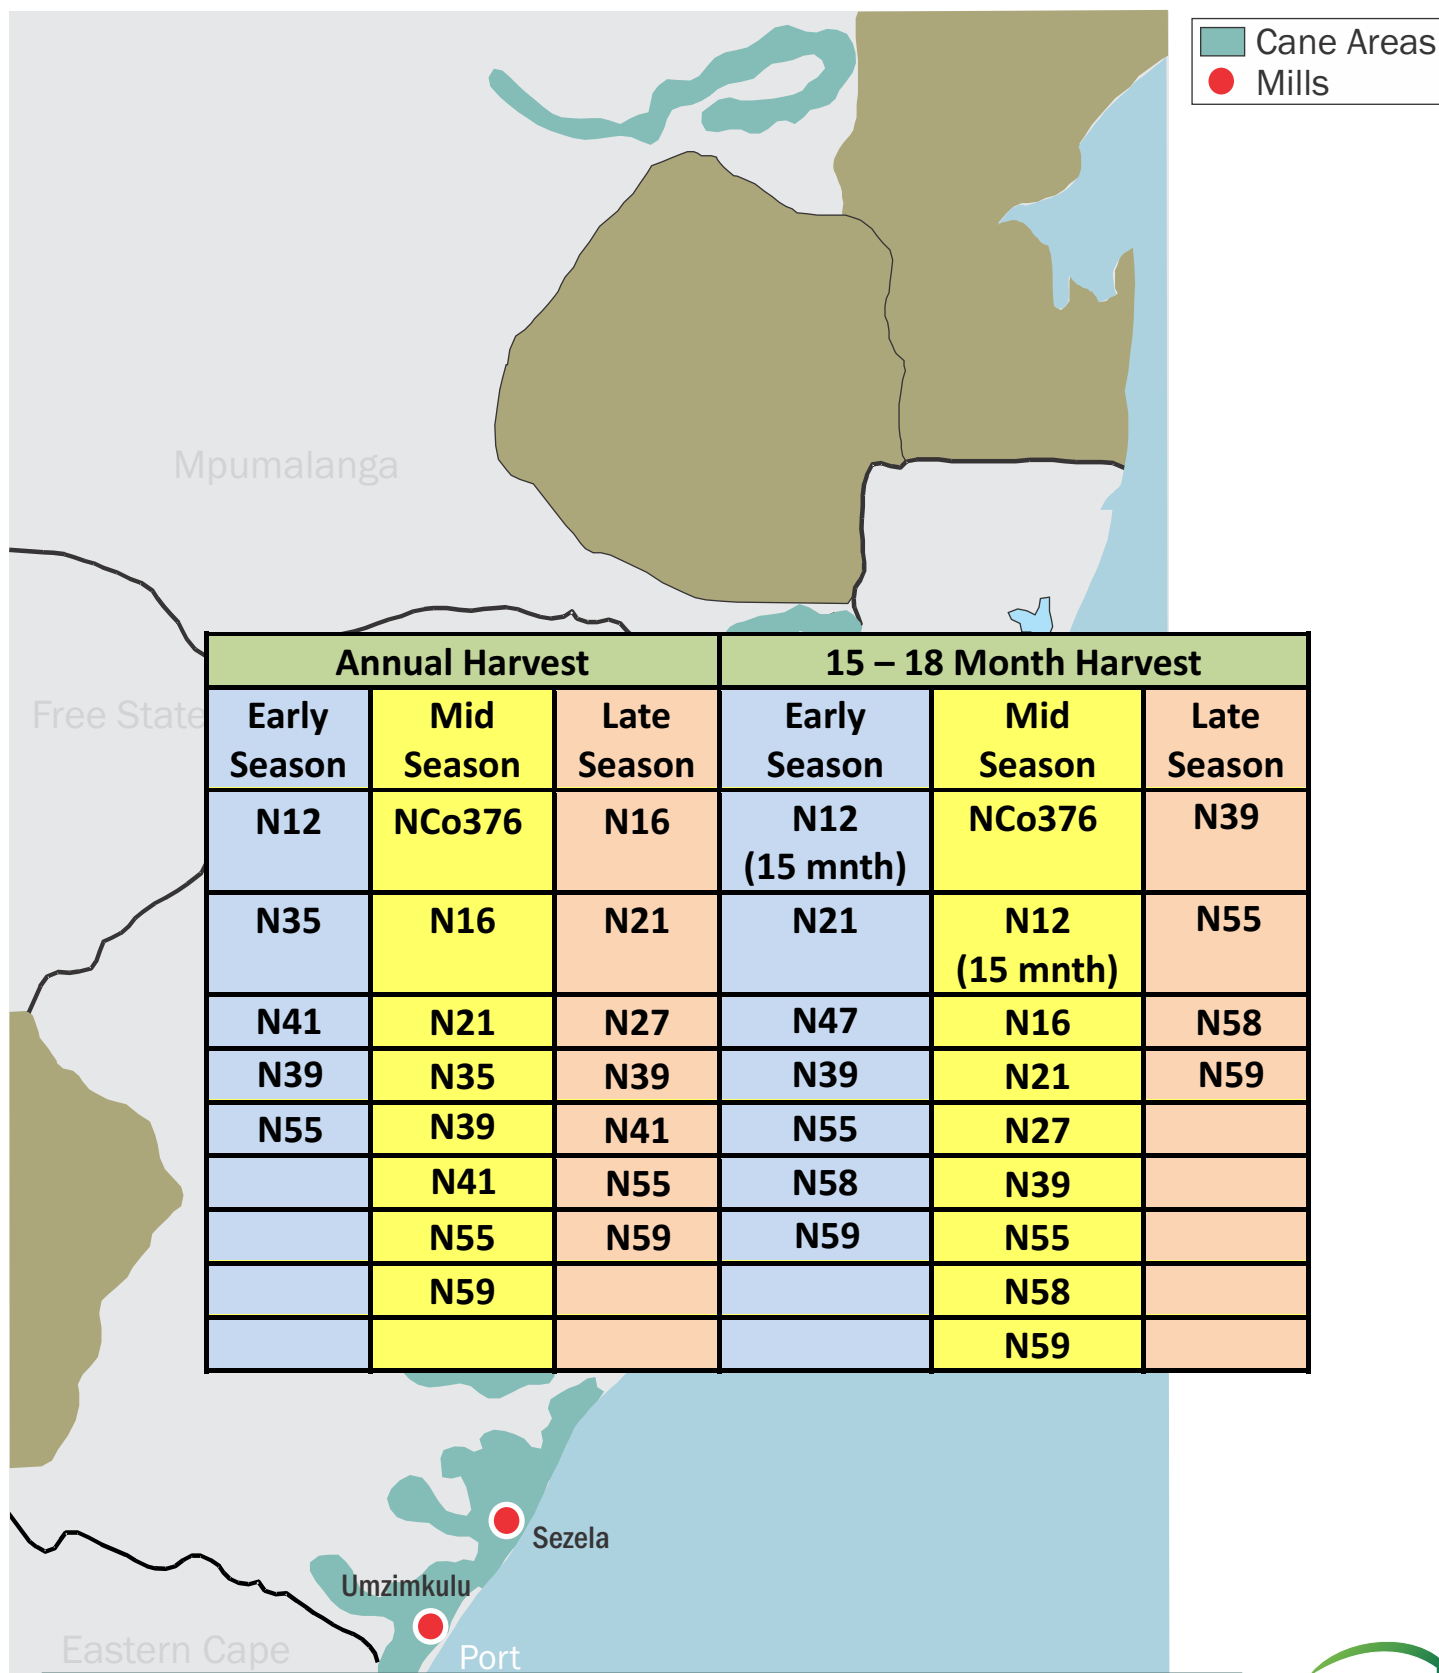 Cane Areas
Mills
Mpumalanga
Free State
Annual Harvest 15 – 18 Month Harvest
Early Mid Late Early Mid Late
Season Season Season Season Season Season
N12 NCo376 N16 N12 NCo376 N39
(15 mnth)
N35 N16 N21 N21 N12 N55
(15 mnth)
N41 N21 N27 N47 N16 N58
N39 N35 N39 N39 N21 N59
N55 N39 N41 N55 N27
N41 N55 N58 N39
N55 N59 N59 N55
N59 N58
N59
Sezela
Umzimkulu
Eastern Cape
Port